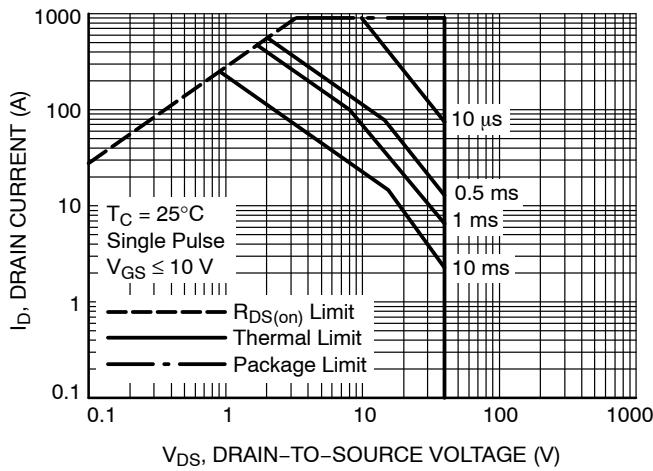 1000
100
10
1
0.1
I_D, DRAIN CURRENT (A)
10 µs
0.5 ms
1 ms
10 ms
T_C = 25°C
Single Pulse
V_GS ≤ 10 V
R_DS(on) Limit
Thermal Limit
Package Limit
0.1 1 10 100 1000
V_DS, DRAIN−TO−SOURCE VOLTAGE (V)